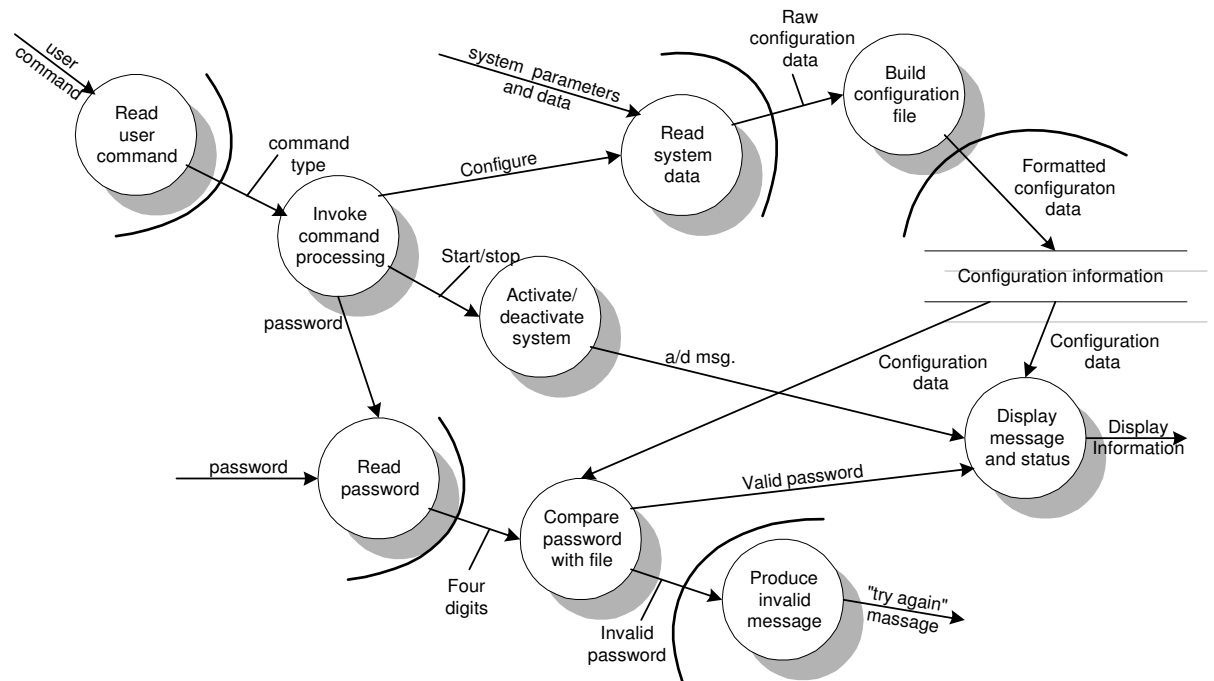 user
command
Read
user
command
command
type
Invoke
command
processing
system parameters
and data
Configure
Read
system
data
Raw
configuration
data
Build
configuration
file
Formatted
configuraton
data
Configuration information
Start/stop
Activate/
deactivate
system
password
a/d msg.
Configuration
data
Configuration
data
Display
message
and status
Display
Information
password
Read
password
Four
digits
Compare
password
with file
Valid password
Invalid
password
Produce
invalid
message
"try again"
massage